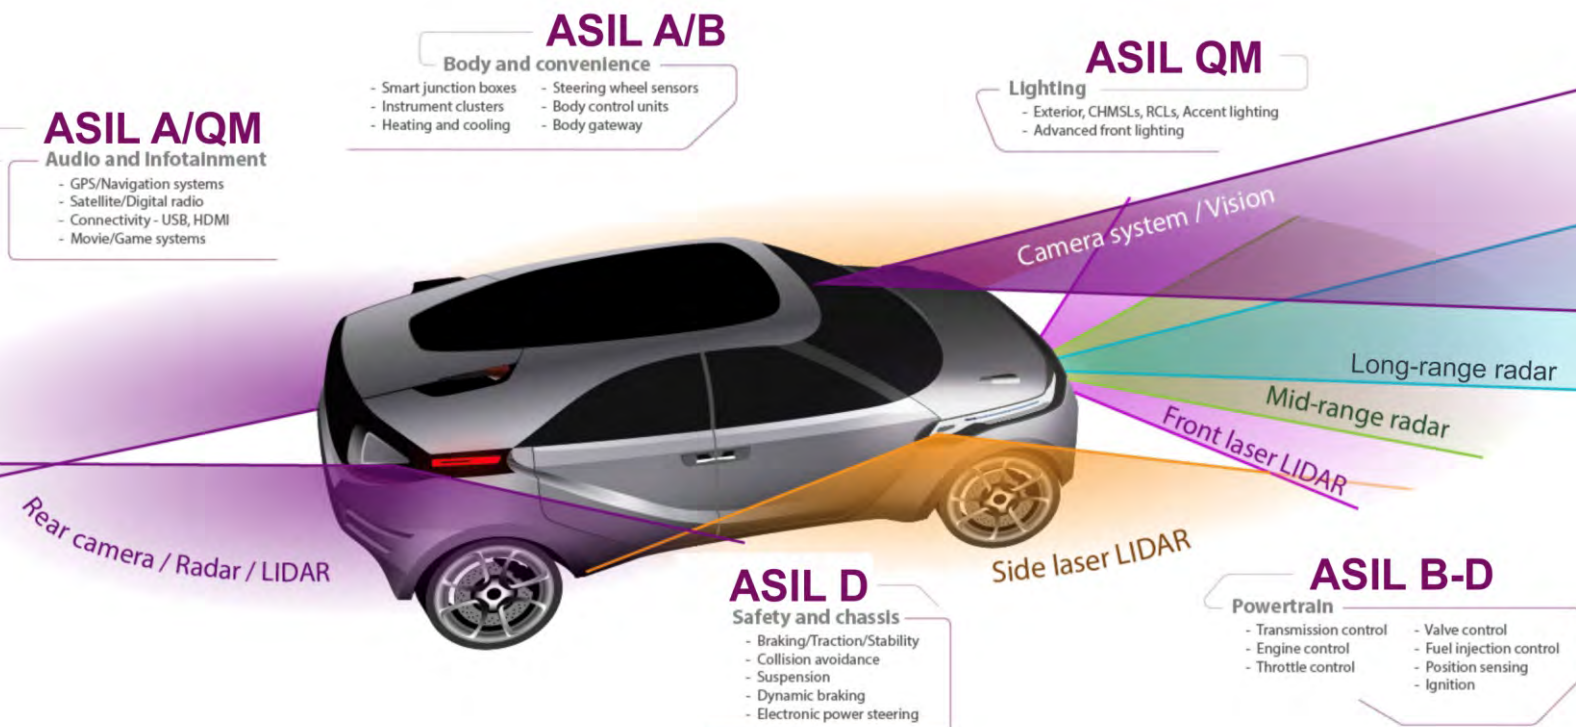 ASIL A/B
Body and convenience
- Smart junction boxes
- Instrument clusters
- Heating and cooling
- Steering wheel sensors
- Body control units
- Body gateway
ASIL QM
Lighting
- Exterior, CHMSLs, RCLs, Accent lighting
- Advanced front lighting
ASIL A/QM
Audio and Infotainment
- GPS/Navigation systems
- Satellite/Digital radio
- Connectivity - USB, HDMI
- Movie/Game systems
Camera system / Vision
Long-range radar
Mid-range radar
Front laser LIDAR
Side laser LIDAR
Rear camera / Radar / LIDAR
ASIL D
Safety and chassis
- Braking/Traction/Stability
- Collision avoidance
- Suspension
- Dynamic braking
- Electronic power steering
ASIL B-D
Powertrain
- Transmission control
- Engine control
- Throttle control
- Valve control
- Fuel injection control
- Position sensing
- Ignition